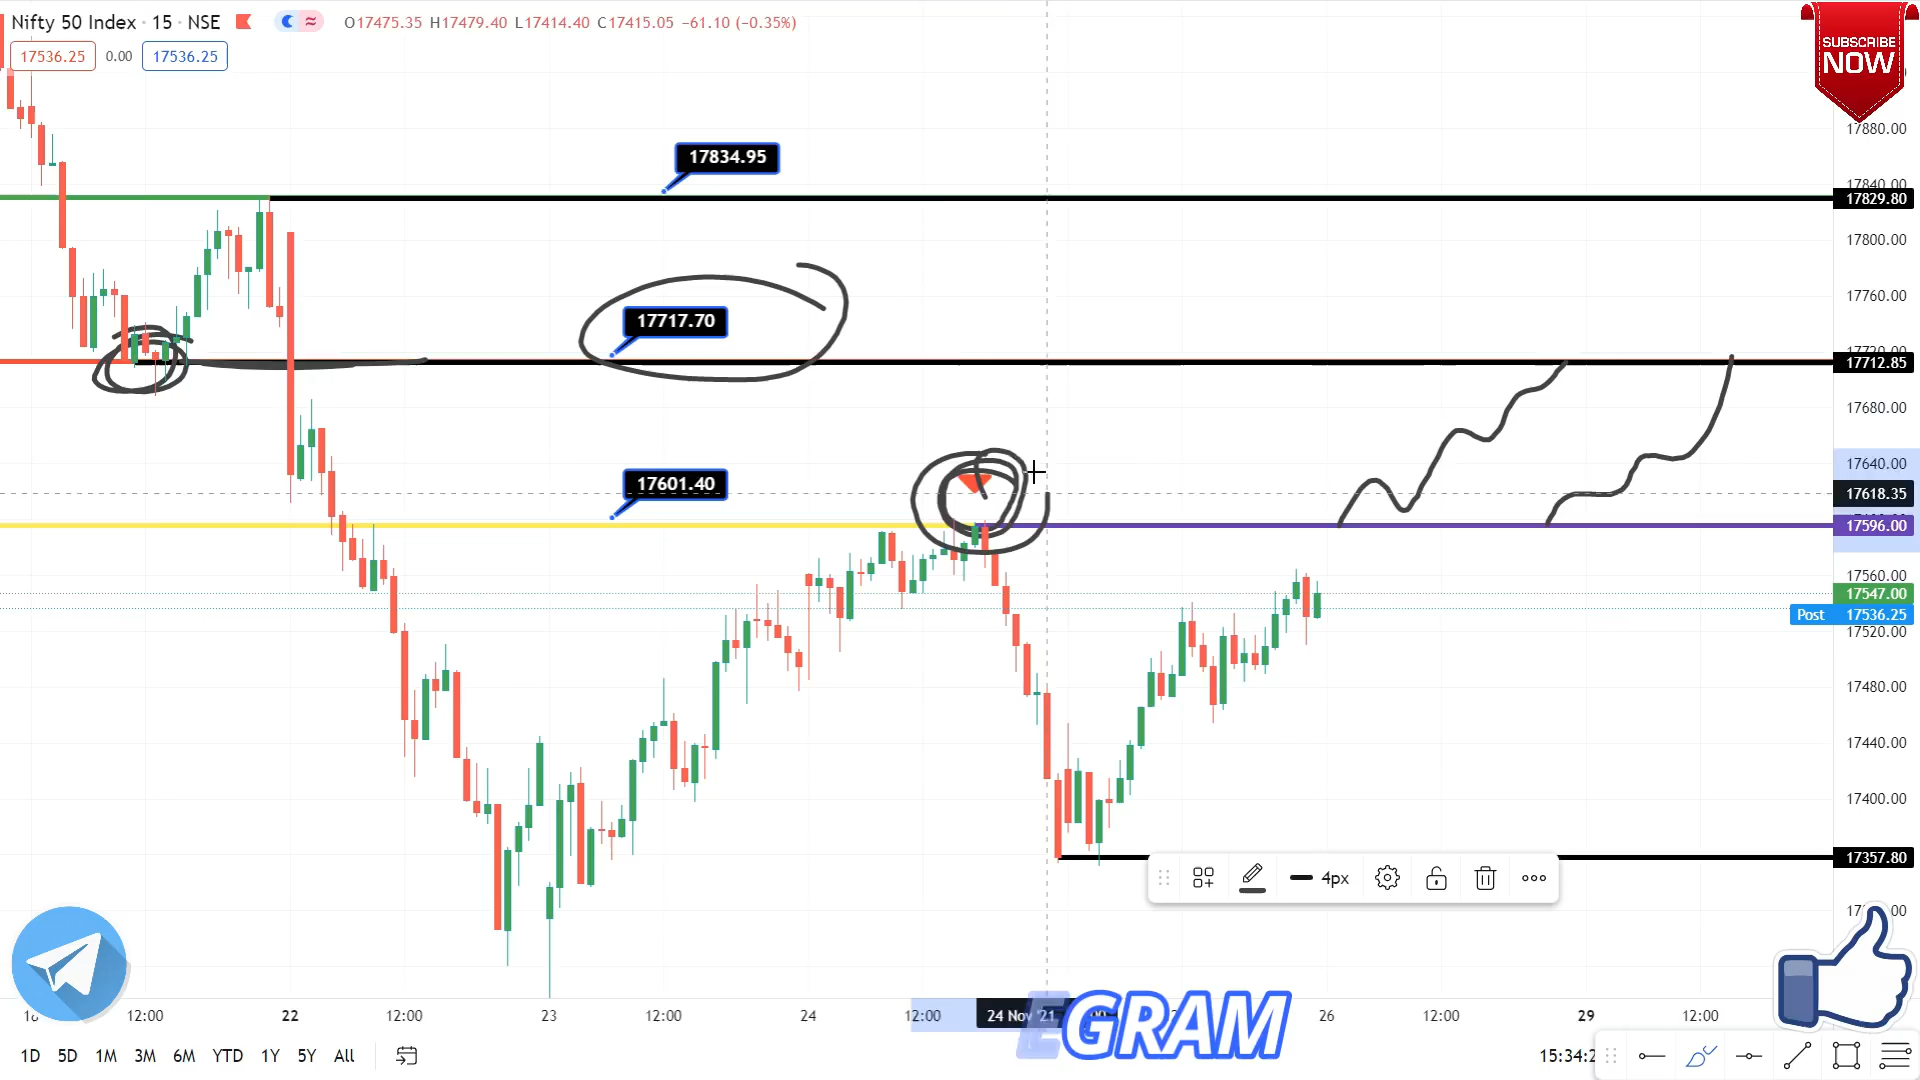 Nifty 50 Index · 15 · NSE
O17475.35 H17479.40 L17414.40 C17415.05 −61.10 (−0.35%)
17536.25 0.00 17536.25
SUBSCRIBE
NOW
17880.00
17834.95
17840.00
17829.80
17800.00
17760.00
17717.70
17720.00
17712.85
17680.00
17640.00
17601.40
17618.35
17596.00
17560.00
17547.00
Post 17536.25
17520.00
17480.00
17440.00
17400.00
17357.80
4px
12:00 22 12:00 23 12:00 24 12:00 24 Nov '21 26 12:00 29 12:00
EGRAM
1D 5D 1M 3M 6M YTD 1Y 5Y All
15:34:2